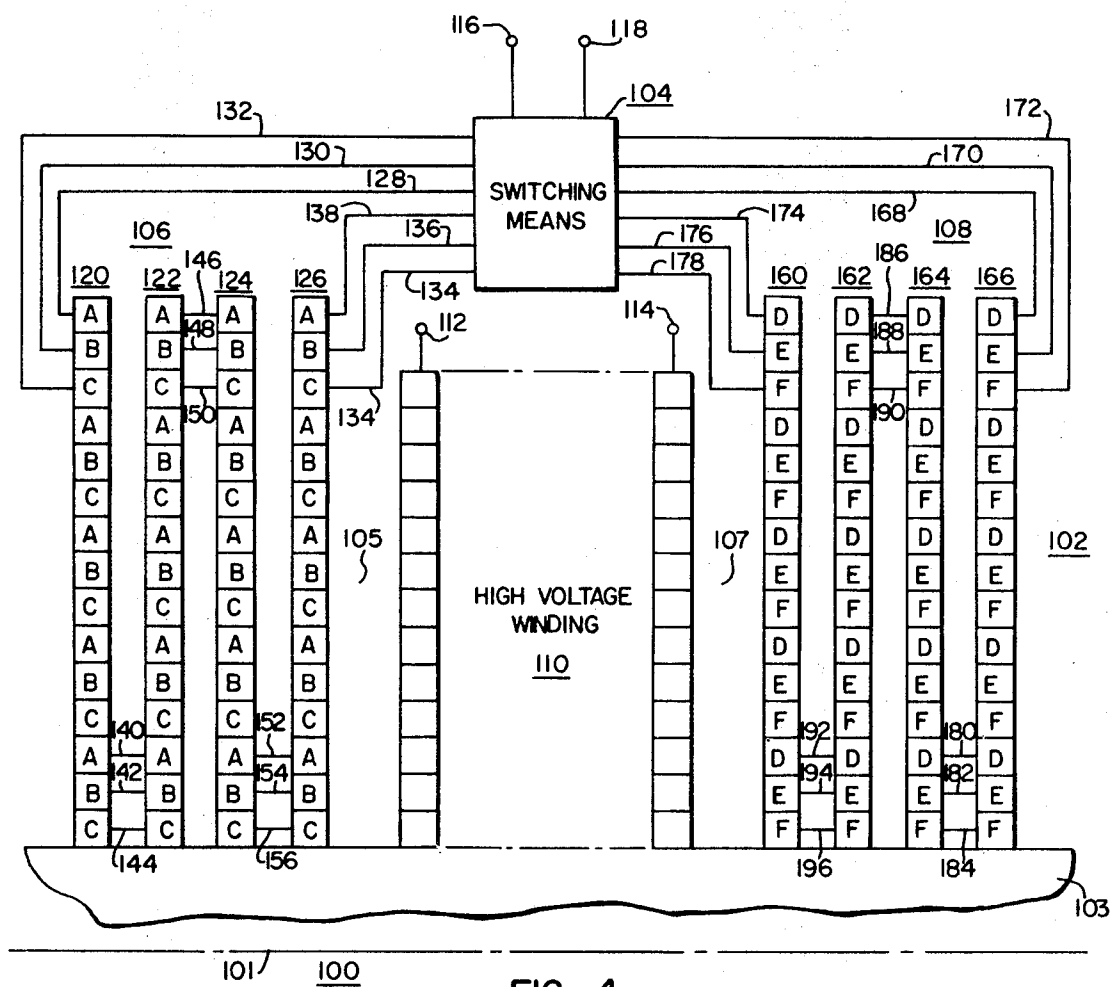 116 118
104
132 172
130 170
128 SWITCHING 168
138 MEANS 174
106 136 176 108
134 178
120 122 146 124 126 160 162 186 164 166
112 114
A A A A D D D D
148 188
B B B B E E E E
C C C C F F F F
150 134 190
A A A A D D D D
B B B B E E E E
C C C C F F F F
A A A A D D D D
105 107 102
B B B B E E E E
C C C C HIGH VOLTAGE F F F F
WINDING
A A A A D D D D
110
B B B B E E E E
C C C C F F F F
140 152 192 180
A A A A D D D D
142 154 194 182
B B B B E E E E
C C C C F F F F
144 156 196 184
103
101 100
FIG. 4